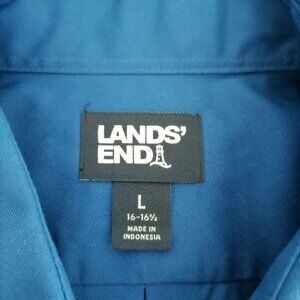 LANDS'
END
L
16-16½
MADE IN
INDONESIA